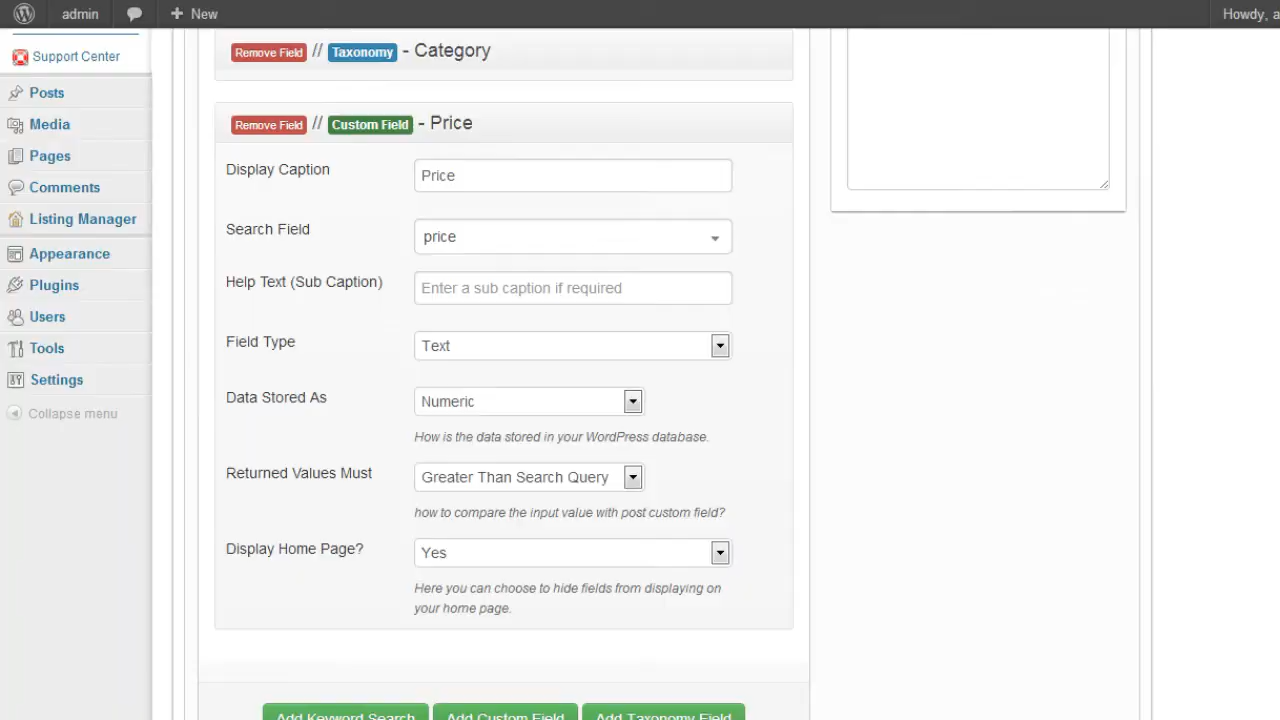 admin
New
Howdy, a
Support Center
Posts
Media
Pages
Comments
Listing Manager
Appearance
Plugins
Users
Tools
Settings
Collapse menu
Remove Field // Taxonomy - Category
Remove Field // Custom Field - Price
Display Caption
Price
Search Field
price
Help Text (Sub Caption)
Enter a sub caption if required
Field Type
Text
Data Stored As
Numeric
How is the data stored in your WordPress database.
Returned Values Must
Greater Than Search Query
how to compare the input value with post custom field?
Display Home Page?
Yes
Here you can choose to hide fields from displaying on
your home page.
Add Keyword Search
Add Custom Field
Add Taxonomy Field